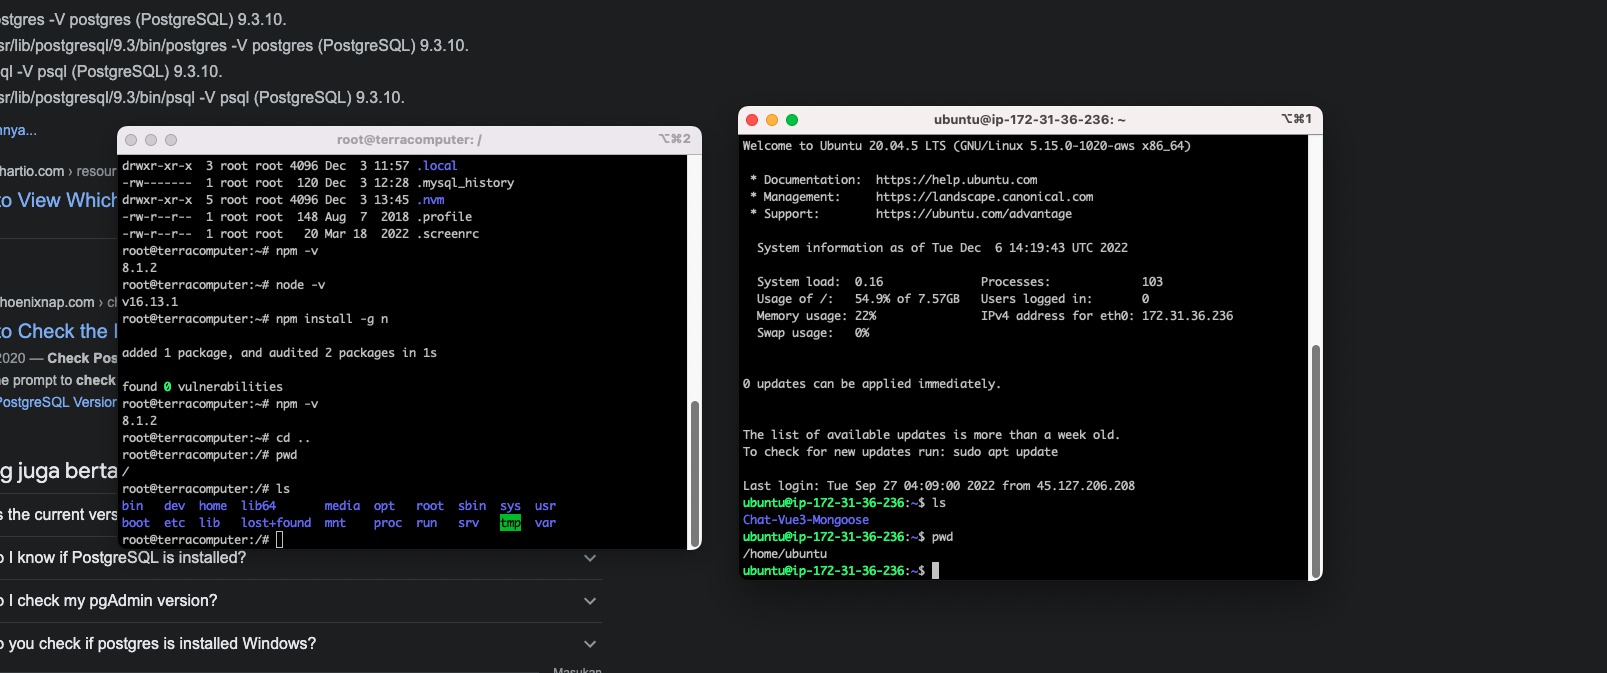 stgres -V postgres (PostgreSQL) 9.3.10.
sr/lib/postgresql/9.3/bin/postgres -V postgres (PostgreSQL) 9.3.10.
ql -V psql (PostgreSQL) 9.3.10.
sr/lib/postgresql/9.3/bin/psql -V psql (PostgreSQL) 9.3.10.
nnya...
hartio.com › resour
to View Which
hoenixnap.com › c
to Check the
2020 — Check Pos
e prompt to check
PostgreSQL Version
g juga berta
s the current vers
o I know if PostgreSQL is installed?
o I check my pgAdmin version?
o you check if postgres is installed Windows?
Masukan
root@terracomputer: / ⌥⌘2
drwxr-xr-x 3 root root 4096 Dec 3 11:57 .local
-rw------- 1 root root 120 Dec 3 12:28 .mysql_history
drwxr-xr-x 5 root root 4096 Dec 3 13:45 .nvm
-rw-r--r-- 1 root root 148 Aug 7 2018 .profile
-rw-r--r-- 1 root root 20 Mar 18 2022 .screenrc
root@terracomputer:~# npm -v
8.1.2
root@terracomputer:~# node -v
v16.13.1
root@terracomputer:~# npm install -g n
added 1 package, and audited 2 packages in 1s
found 0 vulnerabilities
root@terracomputer:~# npm -v
8.1.2
root@terracomputer:~# cd ..
root@terracomputer:/# pwd
/
root@terracomputer:/# ls
bin dev home lib64 media opt root sbin sys usr
boot etc lib lost+found mnt proc run srv tmp var
root@terracomputer:/#
ubuntu@ip-172-31-36-236: ~ ⌥⌘1
Welcome to Ubuntu 20.04.5 LTS (GNU/Linux 5.15.0-1020-aws x86_64)
* Documentation: https://help.ubuntu.com
* Management: https://landscape.canonical.com
* Support: https://ubuntu.com/advantage
System information as of Tue Dec 6 14:19:43 UTC 2022
System load: 0.16 Processes: 103
Usage of /: 54.9% of 7.57GB Users logged in: 0
Memory usage: 22% IPv4 address for eth0: 172.31.36.236
Swap usage: 0%
0 updates can be applied immediately.
The list of available updates is more than a week old.
To check for new updates run: sudo apt update
Last login: Tue Sep 27 04:09:00 2022 from 45.127.206.208
ubuntu@ip-172-31-36-236:~$ ls
Chat-Vue3-Mongoose
ubuntu@ip-172-31-36-236:~$ pwd
/home/ubuntu
ubuntu@ip-172-31-36-236:~$